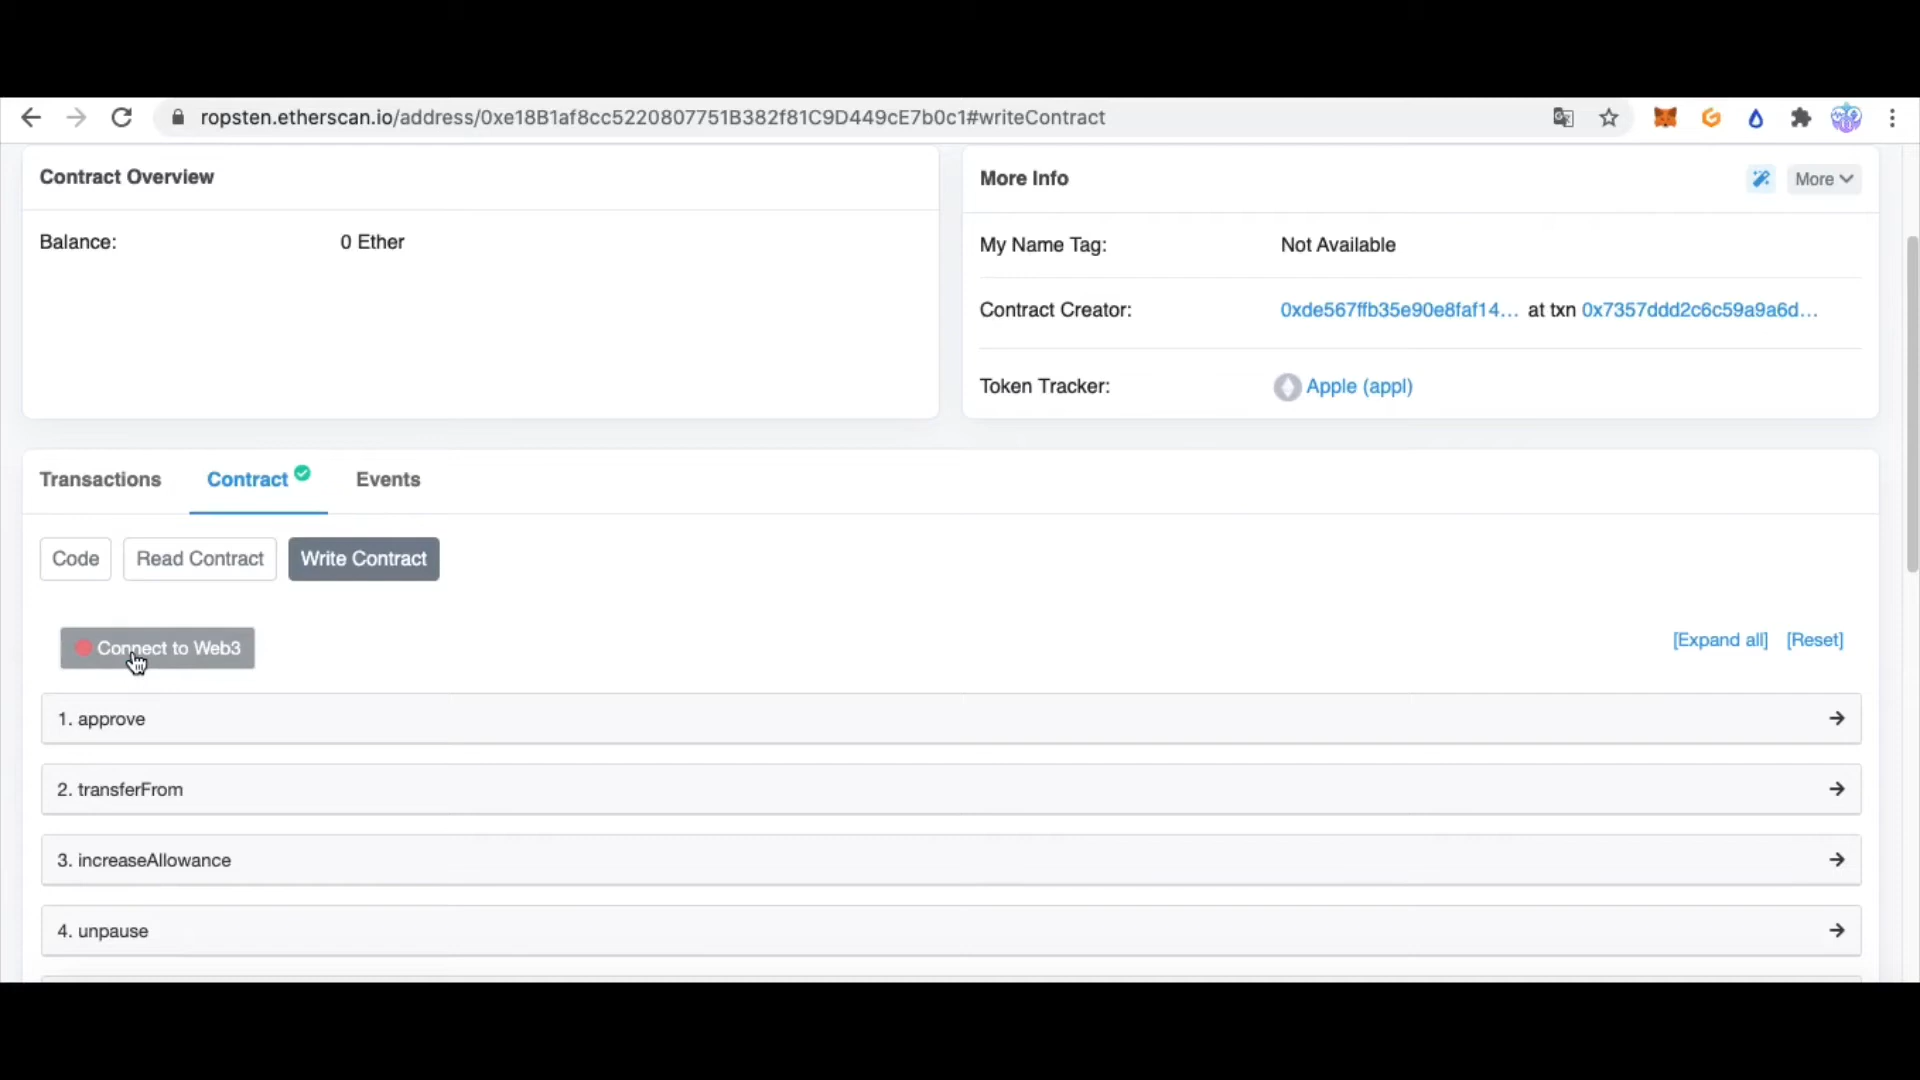 ropsten.etherscan.io/address/0xe18B1af8cc5220807751B382f81C9D449cE7b0c1#writeContract
Contract Overview
Balance: 0 Ether
More Info
More
My Name Tag: Not Available
Contract Creator: 0xde567ffb35e90e8faf14... at txn 0x7357ddd2c6c59a9a6d...
Token Tracker: Apple (appl)
Transactions Contract Events
Code Read Contract Write Contract
Connect to Web3
[Expand all] [Reset]
1. approve
2. transferFrom
3. increaseAllowance
4. unpause